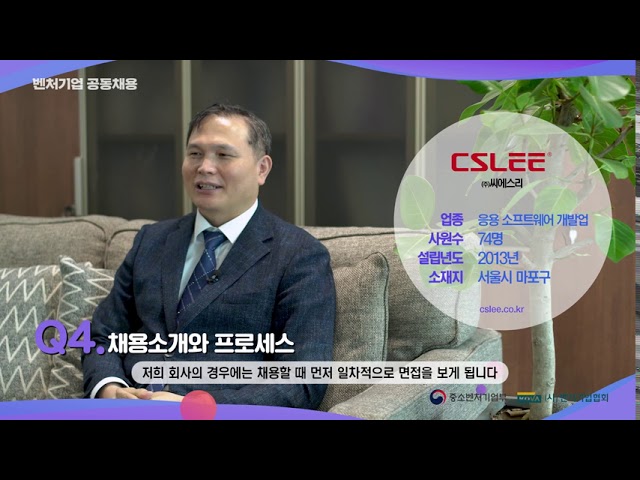 벤처기업 공동채용
CSLEE®
㈜씨에스리
업종 응용 소프트웨어 개발업
사원수 74명
설립년도 2013년
소재지 서울시 마포구
cslee.co.kr
Q4. 채용소개와 프로세스
저희 회사의 경우에는 채용할 때 먼저 일차적으로 면접을 보게 됩니다
중소벤처기업부